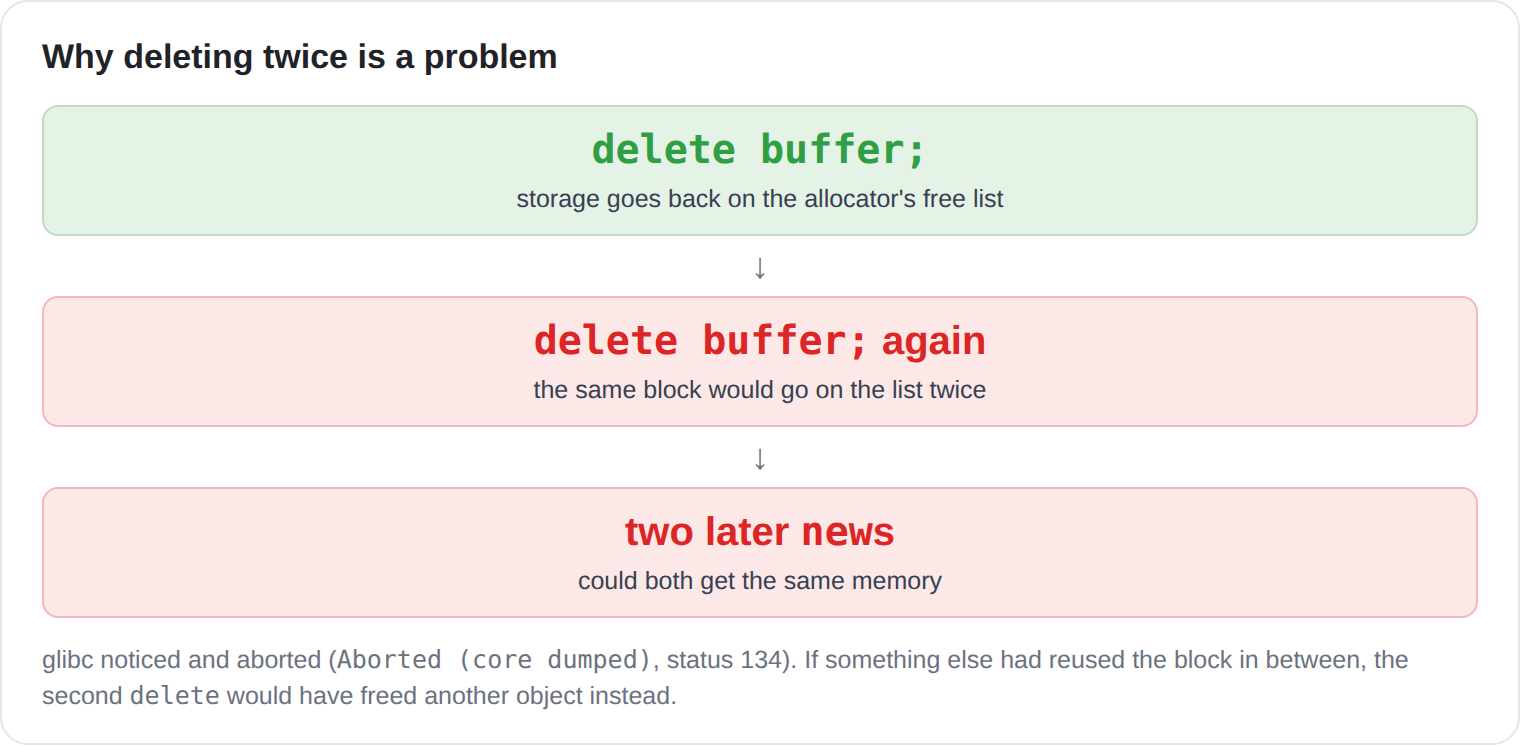 Why deleting twice is a problem
delete buffer;
storage goes back on the allocator's free list
↓
delete buffer; again
the same block would go on the list twice
↓
two later news
could both get the same memory
glibc noticed and aborted (Aborted (core dumped), status 134). If something else had reused the block in between, the
second delete would have freed another object instead.